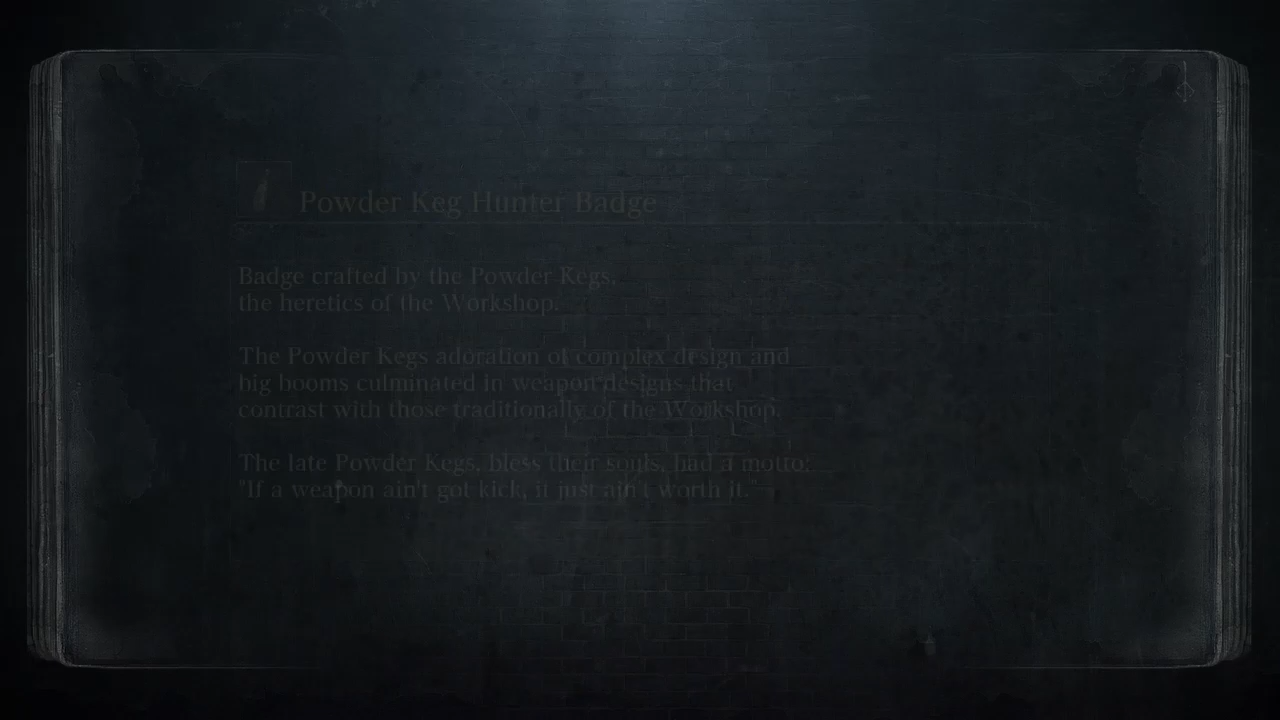 Powder Keg Hunter Badge
Badge crafted by the Powder Kegs,
the heretics of the Workshop.
The Powder Kegs adoration of complex design and
big booms culminated in weapon designs that
contrast with those traditionally of the Workshop.
The late Powder Kegs, bless their souls, had a motto:
"If a weapon ain't got kick, it just ain't worth it."